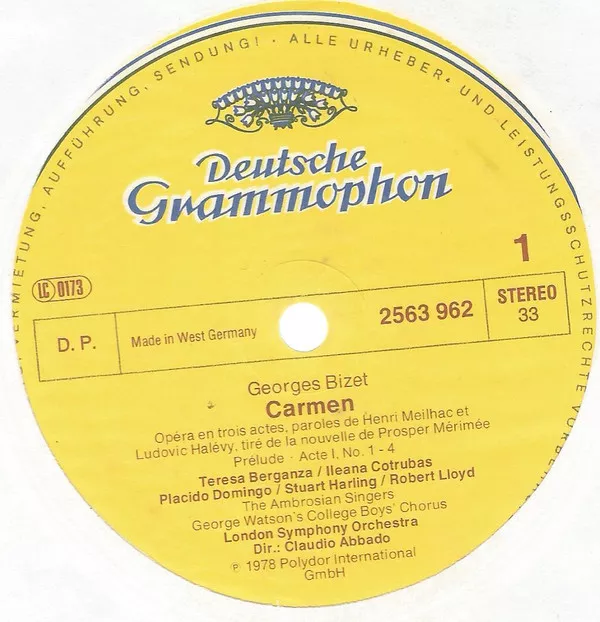 VERMIETUNG, AUFFÜHRUNG, SENDUNG! · ALLE URHEBER- UND LEISTUNGSSCHUTZRECHTE
Deutsche
Grammophon
1
LC 0173
D. P.
Made in West Germany
2563 962
STEREO
33
Georges Bizet
Carmen
Opéra en trois actes, paroles de Henri Meilhac et
Ludovic Halévy, tiré de la nouvelle de Prosper Mérimée
Prélude · Acte I, No. 1 - 4
Teresa Berganza / Ileana Cotrubas
Placido Domingo / Stuart Harling / Robert Lloyd
The Ambrosian Singers
George Watson's College Boys' Chorus
London Symphony Orchestra
Dir.: Claudio Abbado
℗ 1978 Polydor International
GmbH